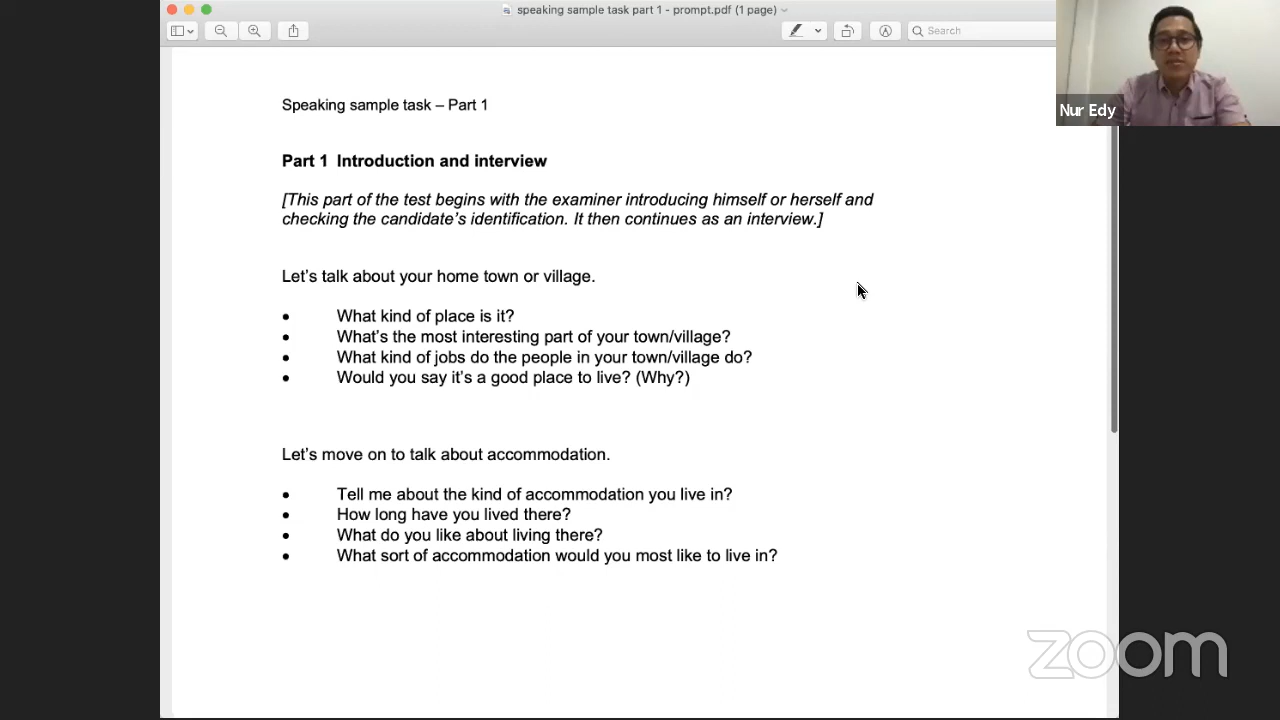 speaking sample task part 1 - prompt.pdf (1 page)
Search
Nur Edy
Speaking sample task – Part 1
Part 1 Introduction and interview
[This part of the test begins with the examiner introducing himself or herself and
checking the candidate's identification. It then continues as an interview.]
Let's talk about your home town or village.
• What kind of place is it?
• What's the most interesting part of your town/village?
• What kind of jobs do the people in your town/village do?
• Would you say it's a good place to live? (Why?)
Let's move on to talk about accommodation.
• Tell me about the kind of accommodation you live in?
• How long have you lived there?
• What do you like about living there?
• What sort of accommodation would you most like to live in?
zoom